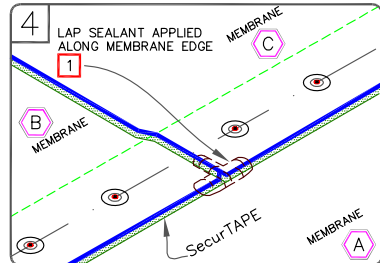 4
LAP SEALANT APPLIED
ALONG MEMBRANE EDGE
1
MEMBRANE
C
B
MEMBRANE
SecurTAPE
MEMBRANE
A